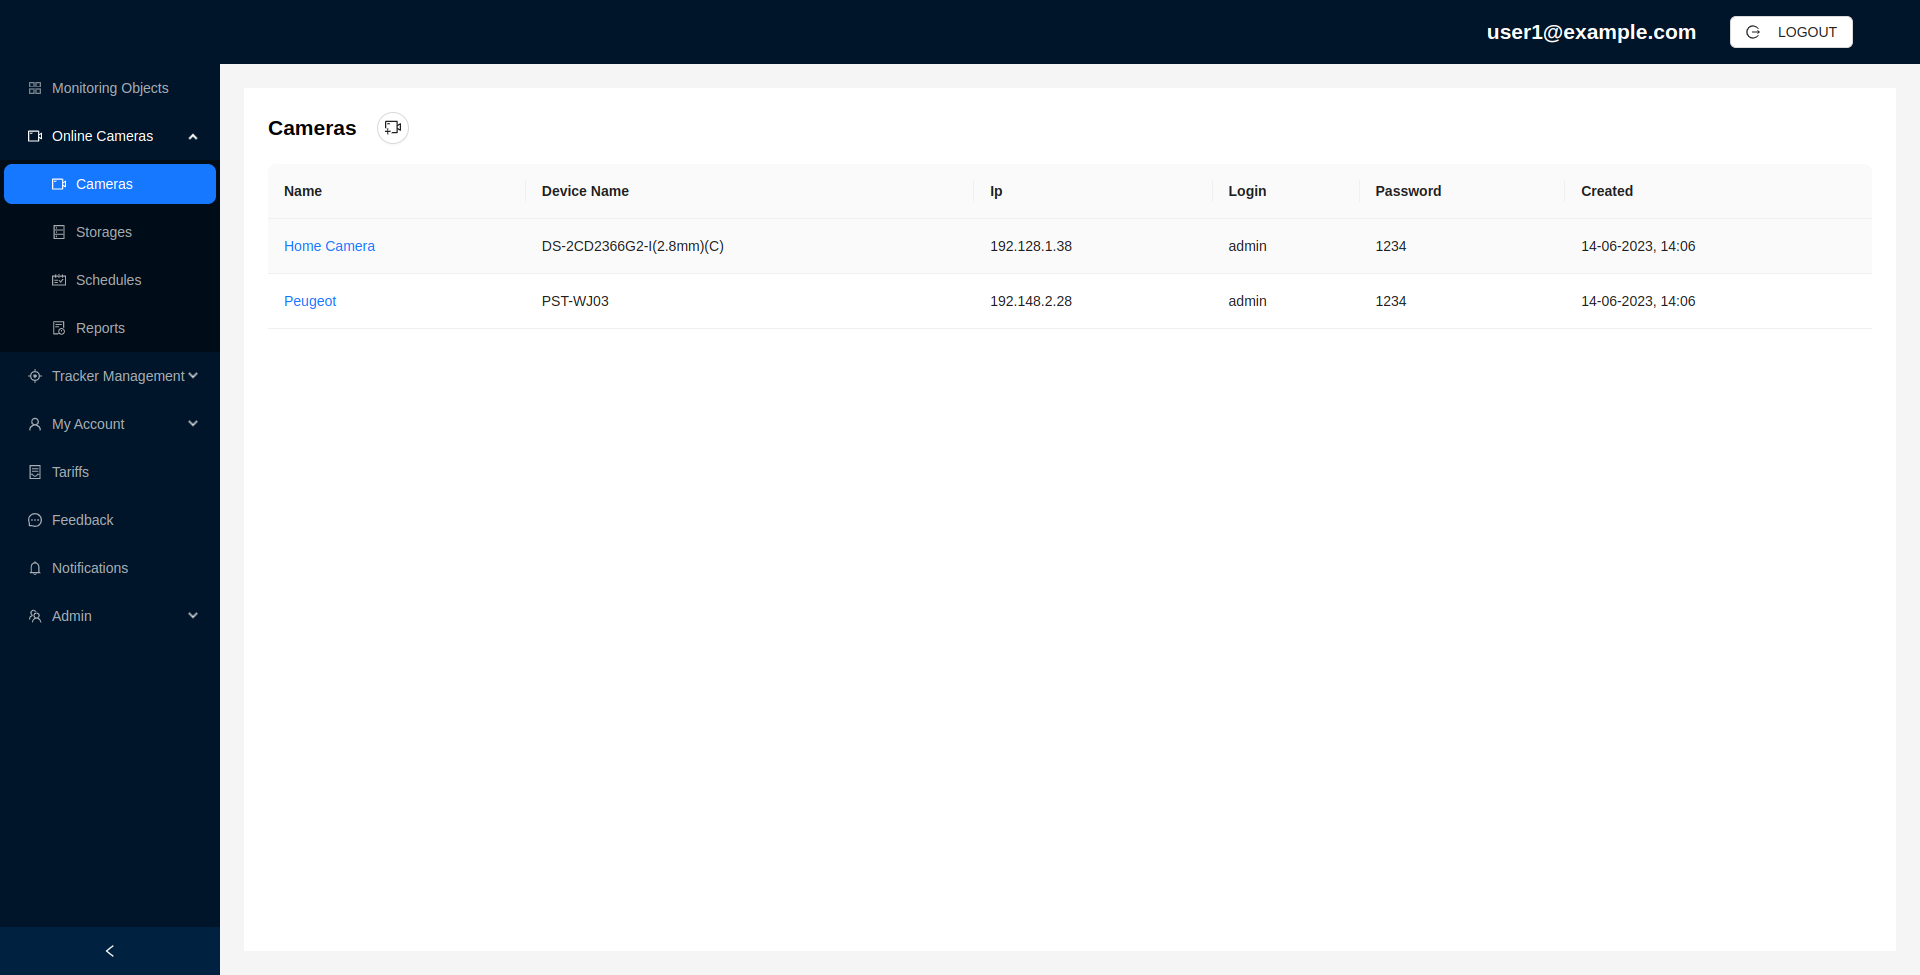 user1@example.com
LOGOUT
Monitoring Objects
Online Cameras
Cameras
Storages
Schedules
Reports
Tracker Management
My Account
Tariffs
Feedback
Notifications
Admin
Cameras
Name Device Name Ip Login Password Created
Home Camera DS-2CD2366G2-I(2.8mm)(C) 192.128.1.38 admin 1234 14-06-2023, 14:06
Peugeot PST-WJ03 192.148.2.28 admin 1234 14-06-2023, 14:06